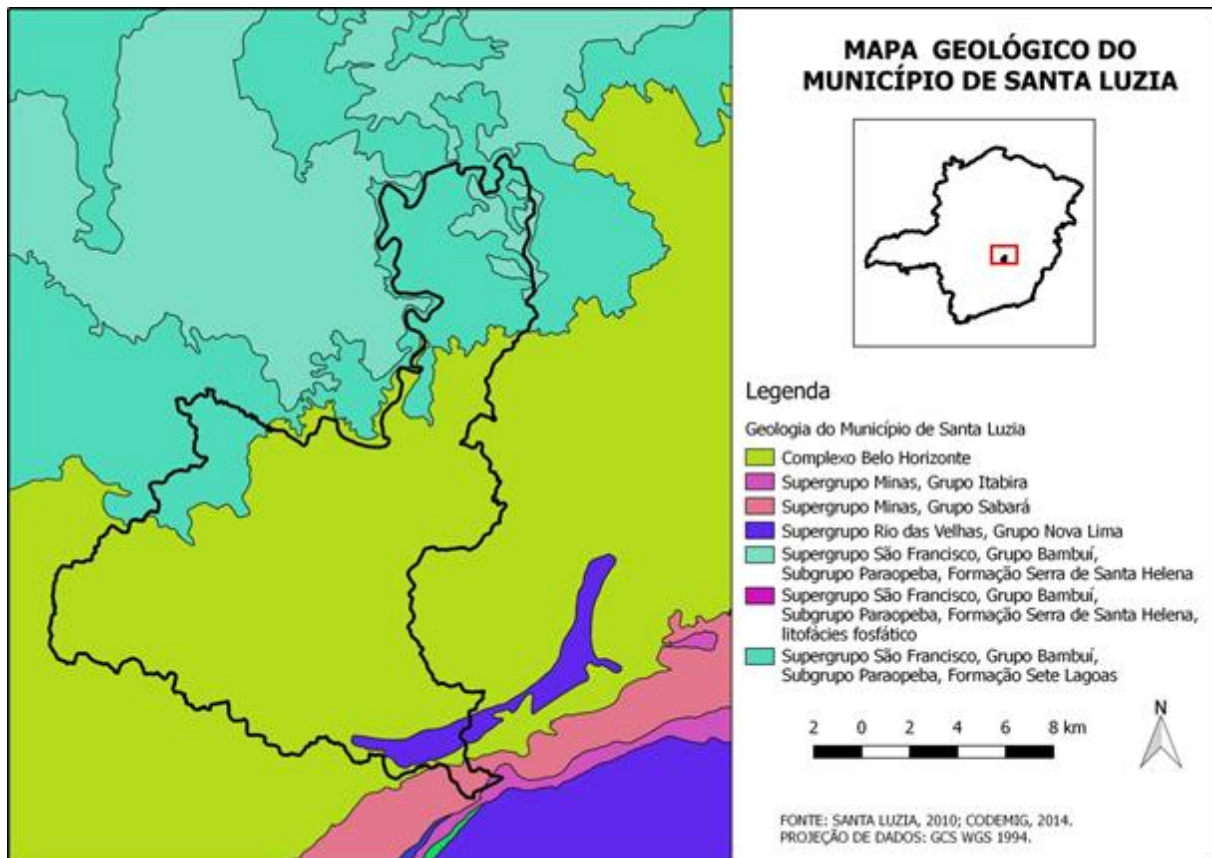 MAPA GEOLÓGICO DO
MUNICÍPIO DE SANTA LUZIA
Legenda
Geologia do Município de Santa Luzia
Complexo Belo Horizonte
Supergrupo Minas, Grupo Itabira
Supergrupo Minas, Grupo Sabará
Supergrupo Rio das Velhas, Grupo Nova Lima
Supergrupo São Francisco, Grupo Bambuí,
Subgrupo Paraopeba, Formação Serra de Santa Helena
Supergrupo São Francisco, Grupo Bambuí,
Subgrupo Paraopeba, Formação Serra de Santa Helena,
litofácies fosfático
Supergrupo São Francisco, Grupo Bambuí,
Subgrupo Paraopeba, Formação Sete Lagoas
2 0 2 4 6 8 km
N
FONTE: SANTA LUZIA, 2010; CODEMIG, 2014.
PROJEÇÃO DE DADOS: GCS WGS 1994.